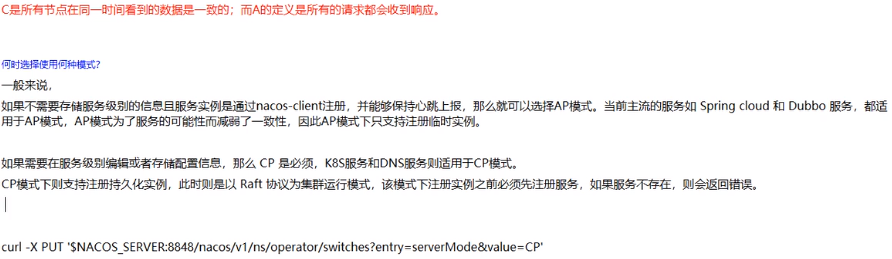 C是所有节点在同一时间看到的数据是一致的；而A的定义是所有的请求都会收到响应。
何时选择使用何种模式？
一般来说，
如果不需要存储服务级别的信息且服务实例是通过nacos-client注册，并能够保持心跳上报，那么就可以选择AP模式。当前主流的服务如 Spring cloud 和 Dubbo 服务，都适
用于AP模式，AP模式为了服务的可能性而减弱了一致性，因此AP模式下只支持注册临时实例。
如果需要在服务级别编辑或者存储配置信息，那么 CP 是必须，K8S服务和DNS服务则适用于CP模式。
CP模式下则支持注册持久化实例，此时则是以 Raft 协议为集群运行模式，该模式下注册实例之前必须先注册服务，如果服务不存在，则会返回错误。
curl -X PUT '$NACOS_SERVER:8848/nacos/v1/ns/operator/switches?entry=serverMode&value=CP'